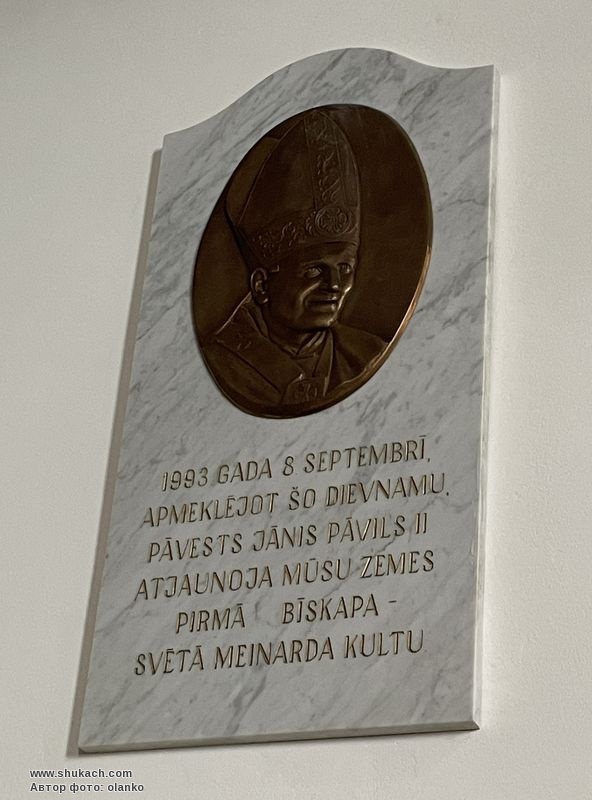 1993 GADA 8. SEPTEMBRĪ,
APMEKLĒJOT ŠO DIEVNAMU,
PĀVESTS JĀNIS PĀVILS II
ATJAUNOJA MŪSU ZEMES
PIRMĀ BĪSKAPA –
SVĒTĀ MEINARDA KULTU.
www.shukach.com
Автор фото: olanko